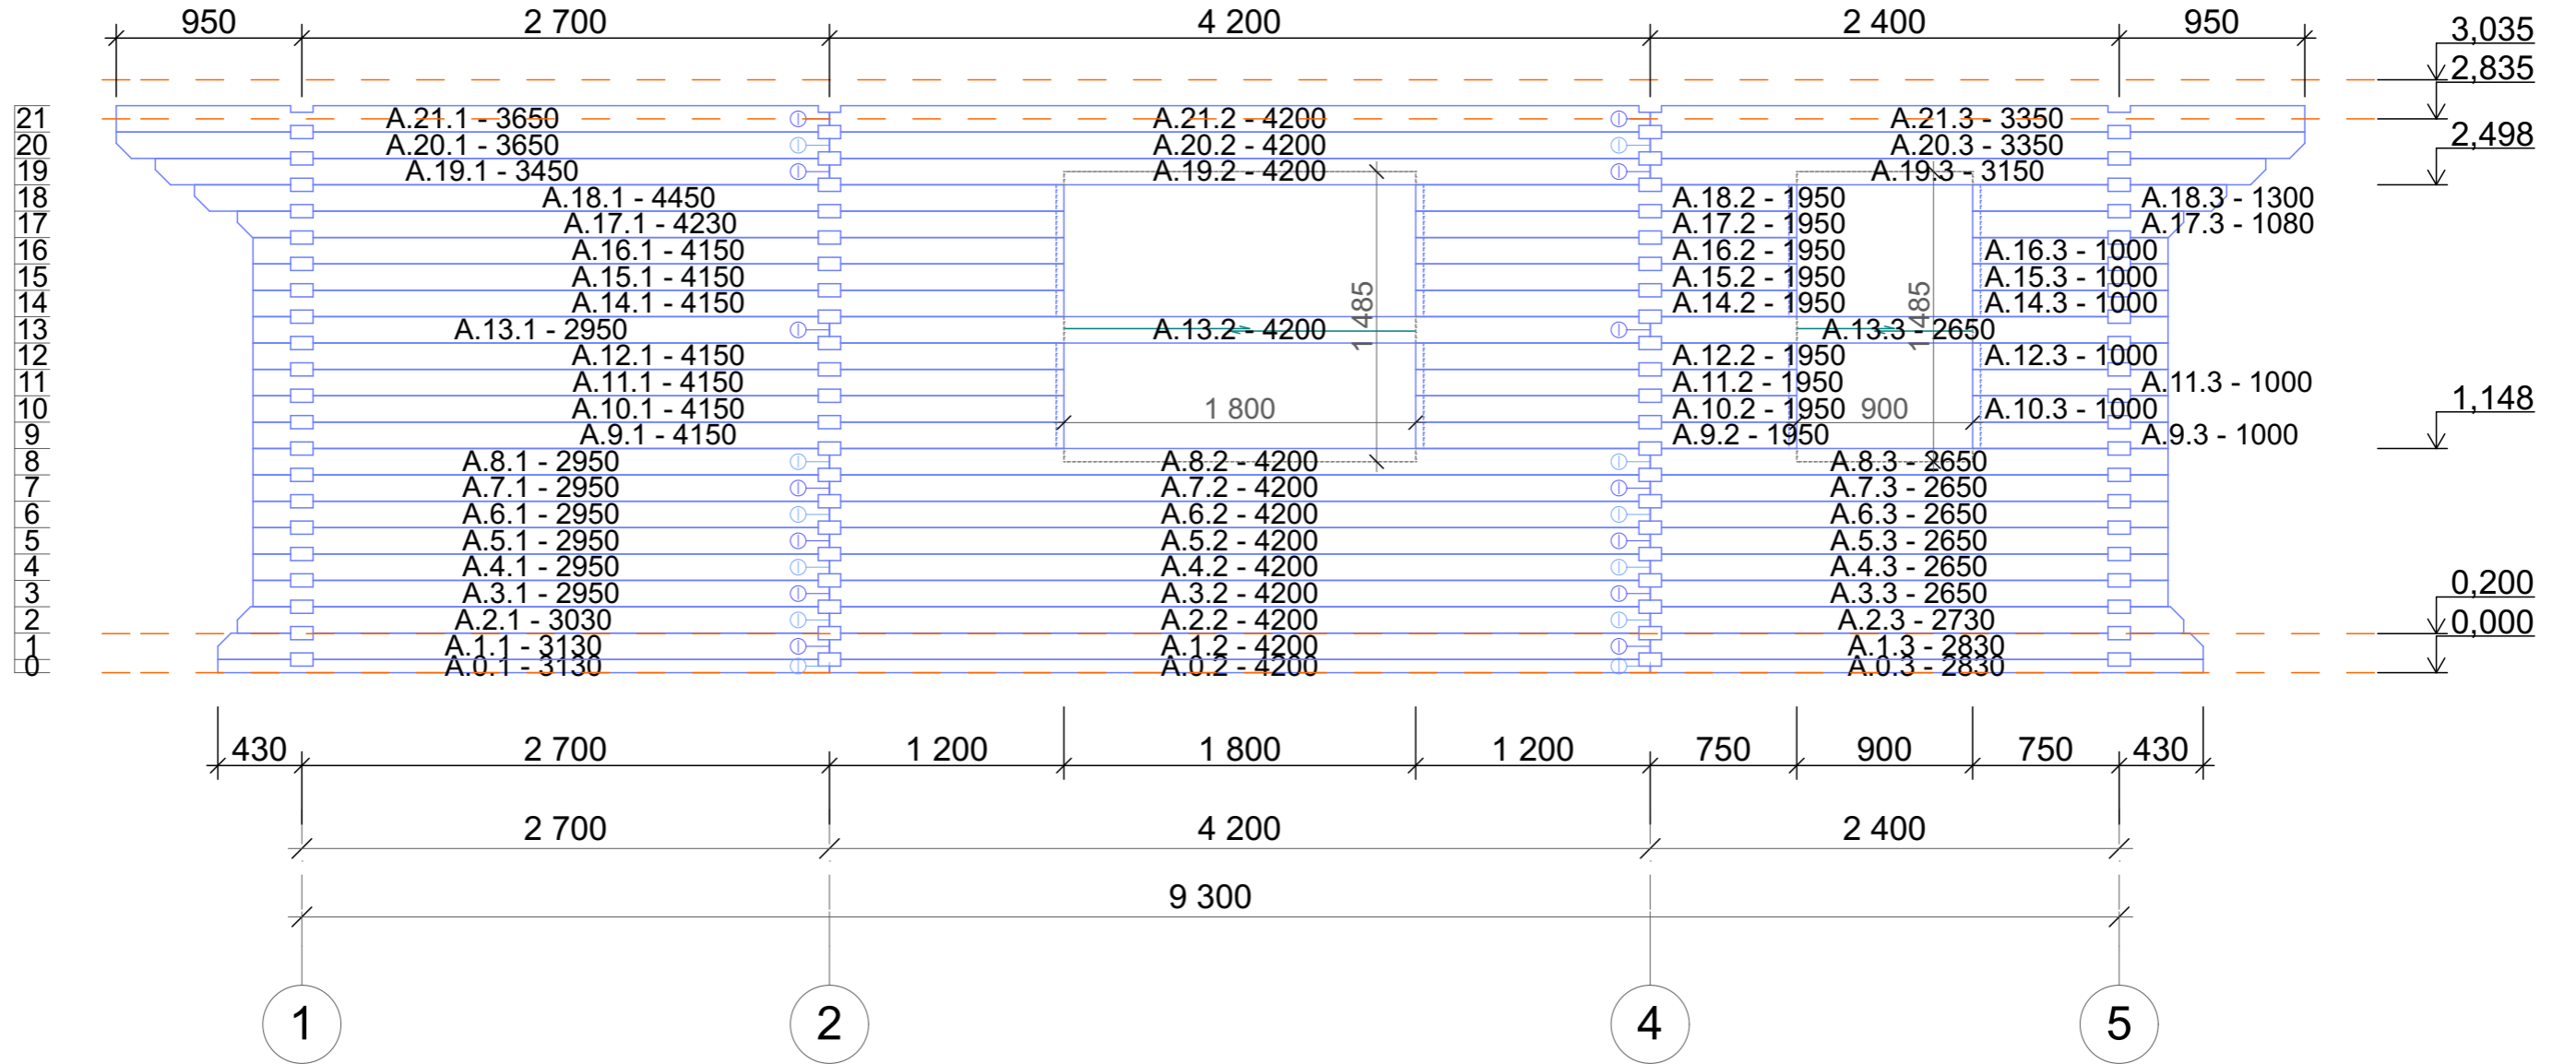 950 2 700 4 200 2 400 950
3,035
2,835
2,498
1,148
0,200
0,000
21 A.21.1 - 3650 A.21.2 - 4200 A.21.3 - 3350
20 A.20.1 - 3650 A.20.2 - 4200 A.20.3 - 3350
19 A.19.1 - 3450 A.19.2 - 4200 A.19.3 - 3150
18 A.18.1 - 4450 A.18.2 - 1950 A.18.3 - 1300
17 A.17.1 - 4230 A.17.2 - 1950 A.17.3 - 1080
16 A.16.1 - 4150 A.16.2 - 1950 A.16.3 - 1000
15 A.15.1 - 4150 A.15.2 - 1950 A.15.3 - 1000
14 A.14.1 - 4150 A.14.2 - 1950 A.14.3 - 1000
1 485 1 485
13 A.13.1 - 2950 A.13.2 - 4200 A.13.3 - 2650
12 A.12.1 - 4150 A.12.2 - 1950 A.12.3 - 1000
11 A.11.1 - 4150 A.11.2 - 1950 A.11.3 - 1000
10 A.10.1 - 4150 1 800 A.10.2 - 1950 900 A.10.3 - 1000
9 A.9.1 - 4150 A.9.2 - 1950 A.9.3 - 1000
8 A.8.1 - 2950 A.8.2 - 4200 A.8.3 - 2650
7 A.7.1 - 2950 A.7.2 - 4200 A.7.3 - 2650
6 A.6.1 - 2950 A.6.2 - 4200 A.6.3 - 2650
5 A.5.1 - 2950 A.5.2 - 4200 A.5.3 - 2650
4 A.4.1 - 2950 A.4.2 - 4200 A.4.3 - 2650
3 A.3.1 - 2950 A.3.2 - 4200 A.3.3 - 2650
2 A.2.1 - 3030 A.2.2 - 4200 A.2.3 - 2730
1 A.1.1 - 3130 A.1.2 - 4200 A.1.3 - 2830
0 A.0.1 - 3130 A.0.2 - 4200 A.0.3 - 2830
430 2 700 1 200 1 800 1 200 750 900 750 430
2 700 4 200 2 400
9 300
1 2 4 5